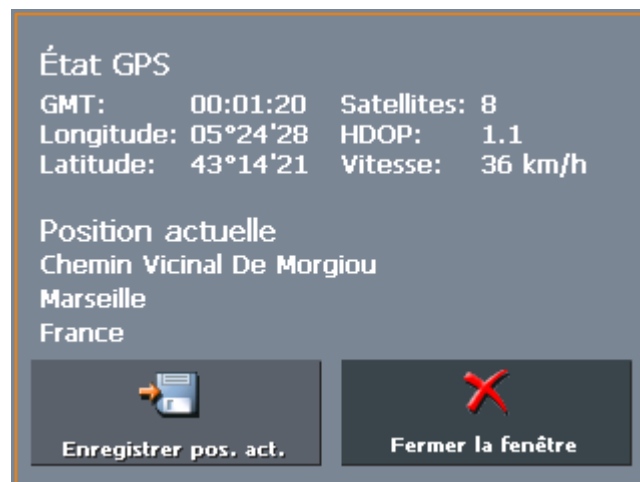 État GPS
GMT: 00:01:20 Satellites: 8
Longitude: 05°24'28 HDOP: 1.1
Latitude: 43°14'21 Vitesse: 36 km/h
Position actuelle
Chemin Vicinal De Morgiou
Marseille
France
Enregistrer pos. act.
Fermer la fenêtre